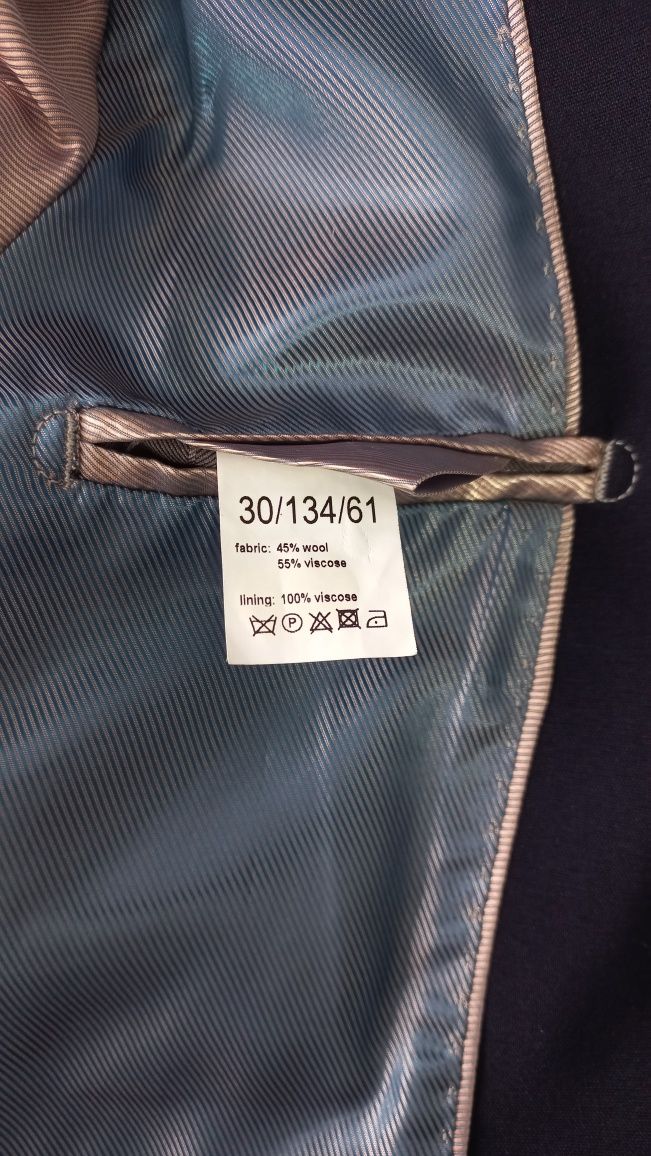 30/134/61
fabric: 45% wool
55% viscose
lining: 100% viscose
P